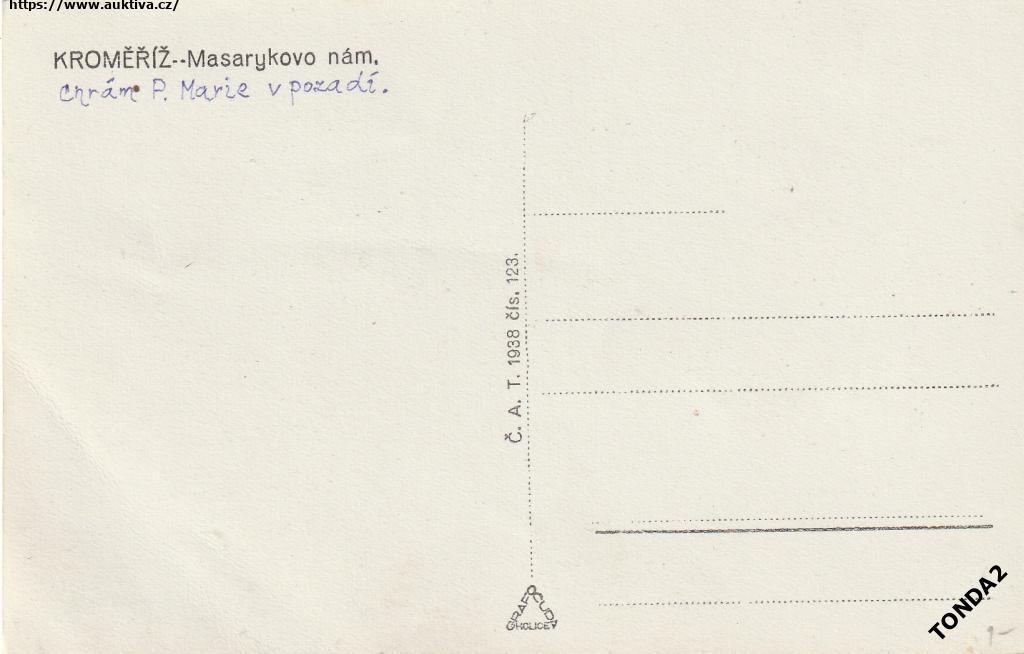 https://www.auktiva.cz/
KROMĚŘÍŽ--Masarykovo nám.
Chrám P. Marie v pozadí.
Č. A. T. 1938 čís. 123.
GRAFO ČUDA
HOLICE
TONDA2